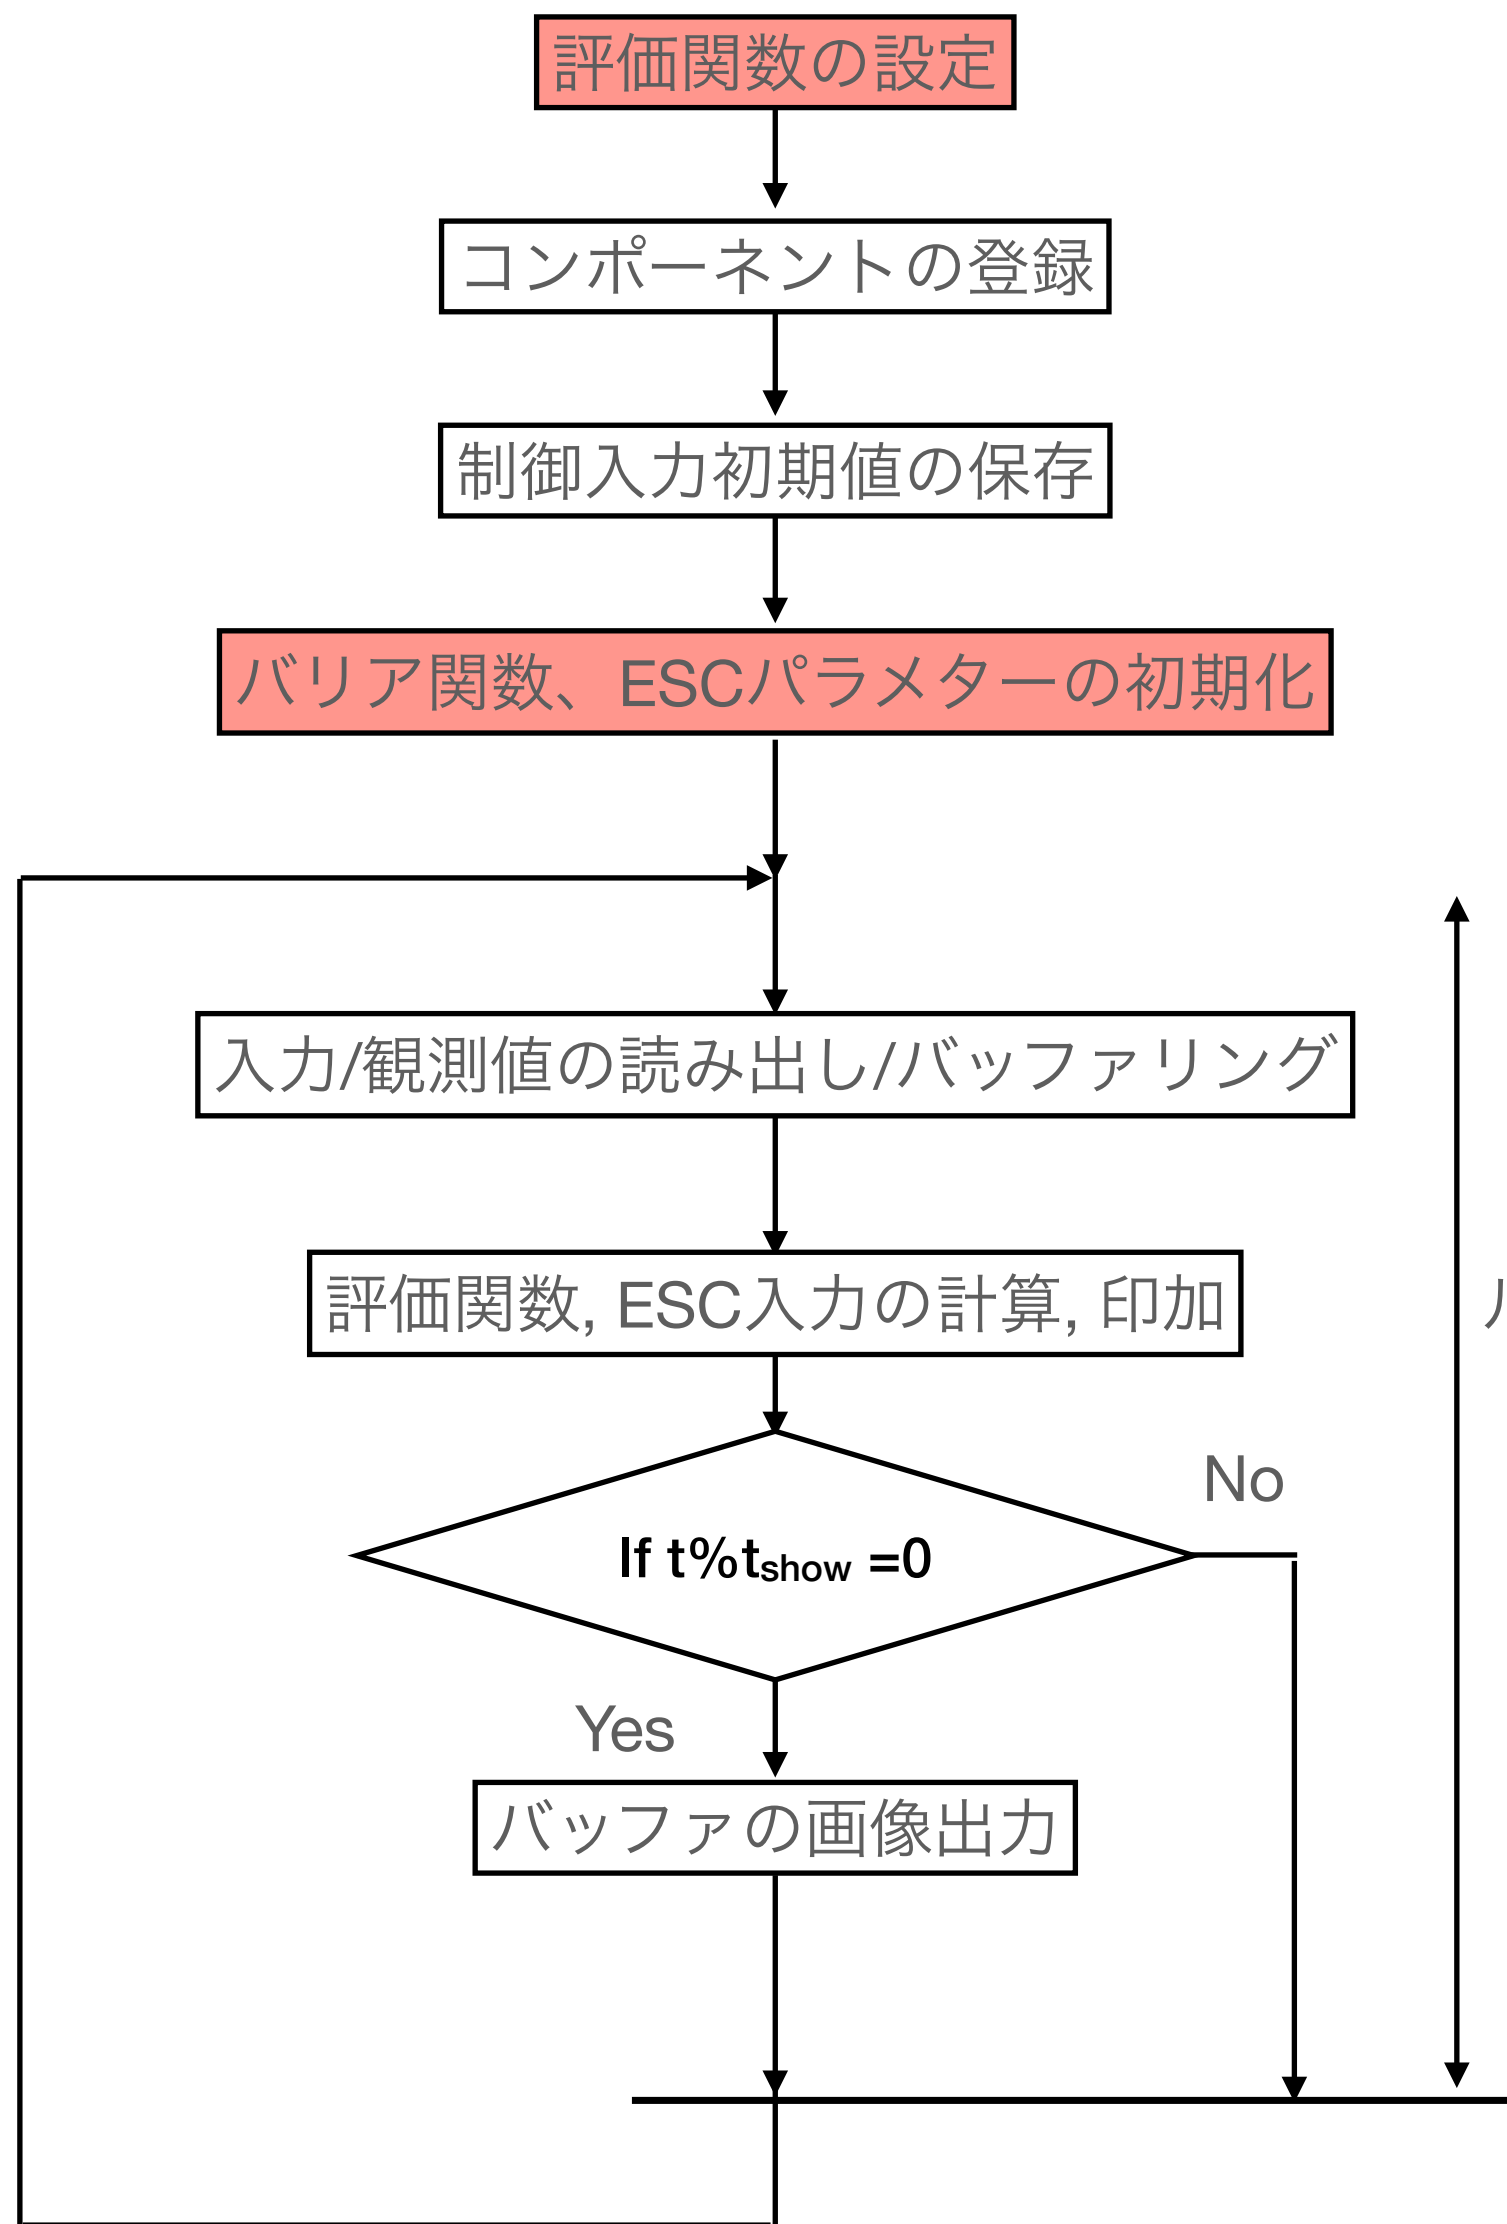 評価関数の設定
コンポーネントの登録
制御入力初期値の保存
バリア関数、ESCパラメターの初期化
入力/観測値の読み出し/バッファリング
評価関数, ESC入力の計算, 印加
No
If t%tshow =0
Yes
バッファの画像出力